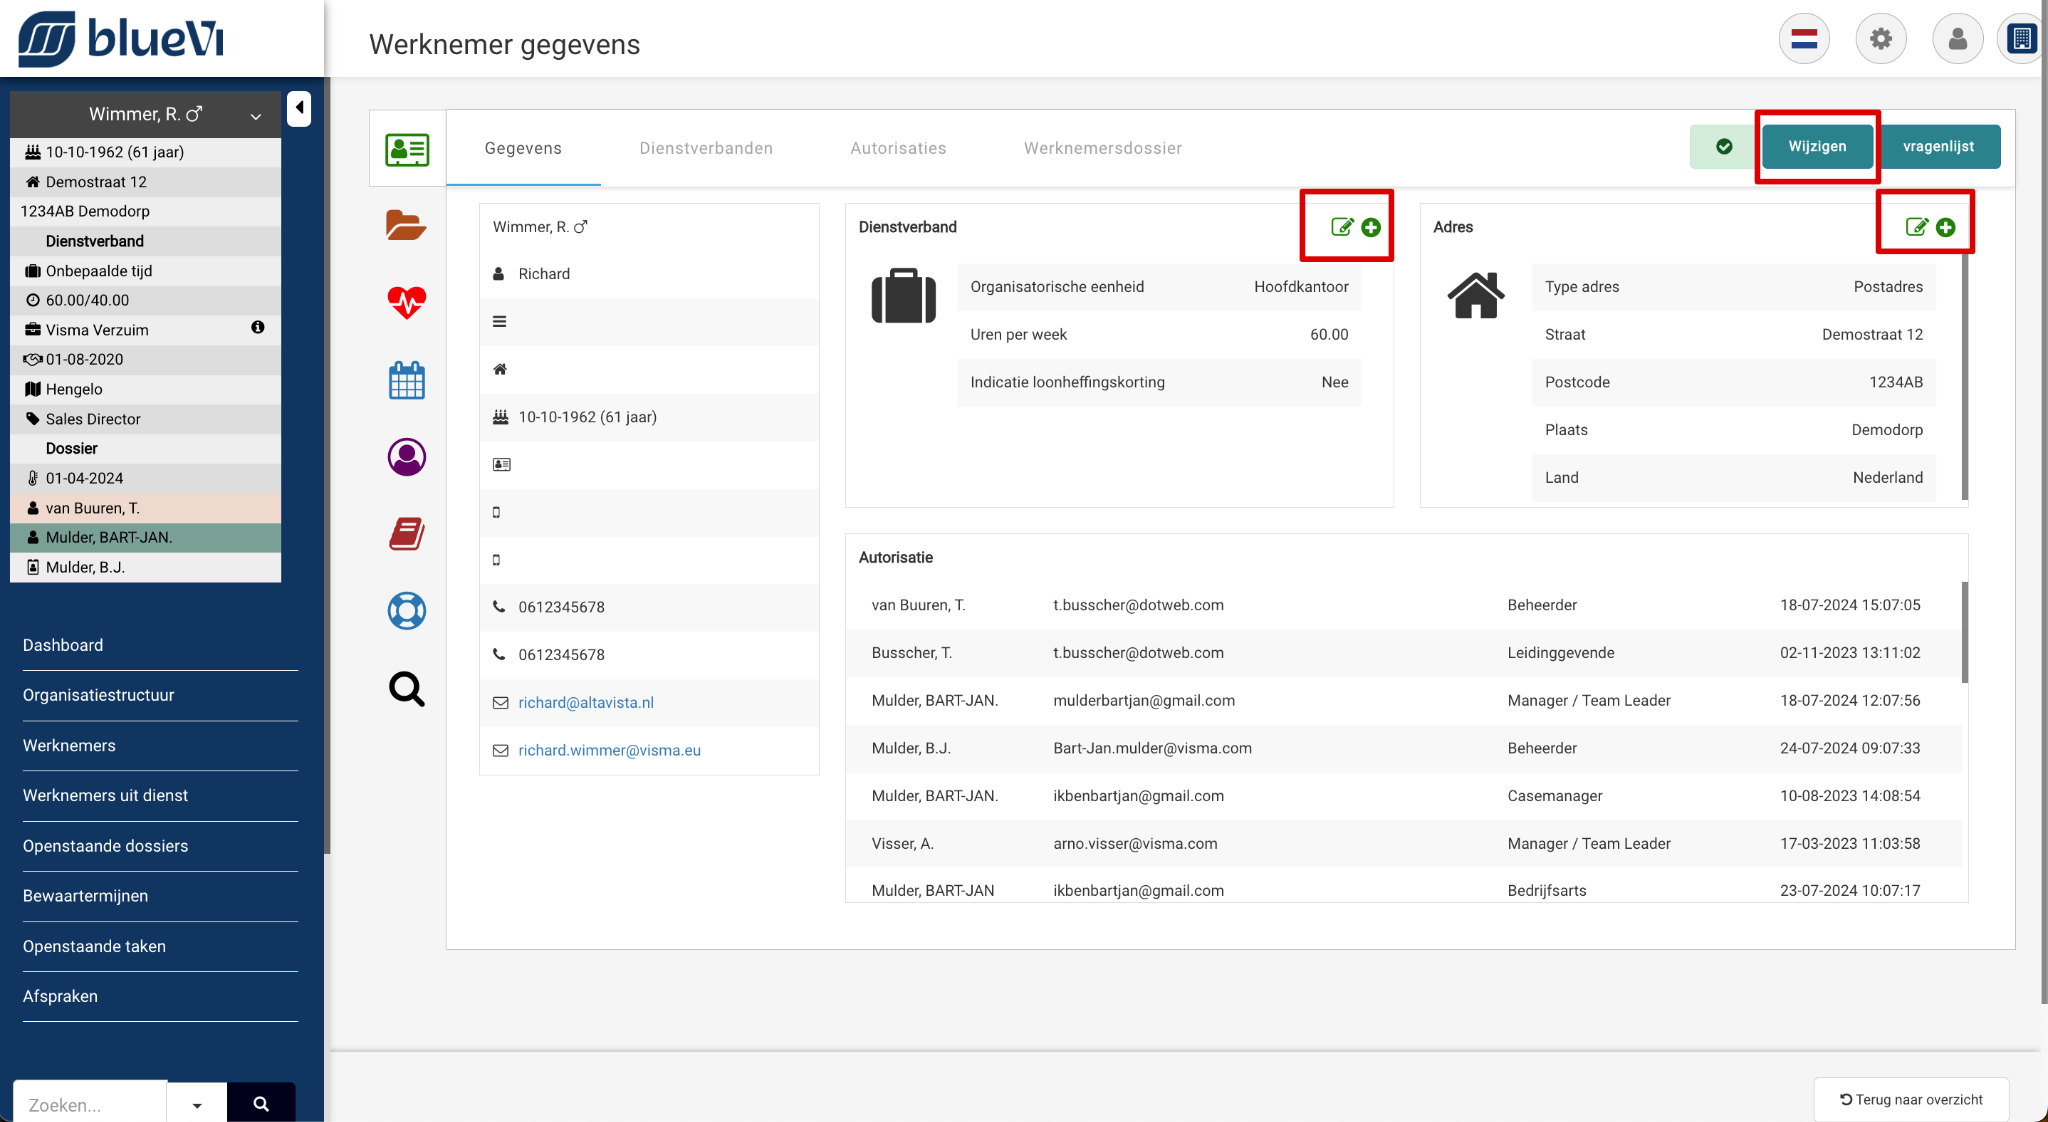 blueVi
Werknemer gegevens
Wimmer, R.
10-10-1962 (61 jaar)
Demostraat 12
1234AB Demodorp
Dienstverband
Onbepaalde tijd
60.00/40.00
Visma Verzuim
01-08-2020
Hengelo
Sales Director
Dossier
01-04-2024
van Buuren, T.
Mulder, BART-JAN.
Mulder, B.J.
Dashboard
Organisatiestructuur
Werknemers
Werknemers uit dienst
Openstaande dossiers
Bewaartermijnen
Openstaande taken
Afspraken
Zoeken...
Gegevens Dienstverbanden Autorisaties Werknemersdossier
Wijzigen vragenlijst
Wimmer, R.
Richard
10-10-1962 (61 jaar)
0612345678
0612345678
richard@altavista.nl
richard.wimmer@visma.eu
Dienstverband
Organisatorische eenheid Hoofdkantoor
Uren per week 60.00
Indicatie loonheffingskorting Nee
Adres
Type adres Postadres
Straat Demostraat 12
Postcode 1234AB
Plaats Demodorp
Land Nederland
Autorisatie
van Buuren, T. t.busscher@dotweb.com Beheerder 18-07-2024 15:07:05
Busscher, T. t.busscher@dotweb.com Leidinggevende 02-11-2023 13:11:02
Mulder, BART-JAN. mulderbartjan@gmail.com Manager / Team Leader 18-07-2024 12:07:56
Mulder, B.J. Bart-Jan.mulder@visma.com Beheerder 24-07-2024 09:07:33
Mulder, BART-JAN. ikbenbartjan@gmail.com Casemanager 10-08-2023 14:08:54
Visser, A. arno.visser@visma.com Manager / Team Leader 17-03-2023 11:03:58
Mulder, BART-JAN ikbenbartjan@gmail.com Bedrijfsarts 23-07-2024 10:07:17
Terug naar overzicht